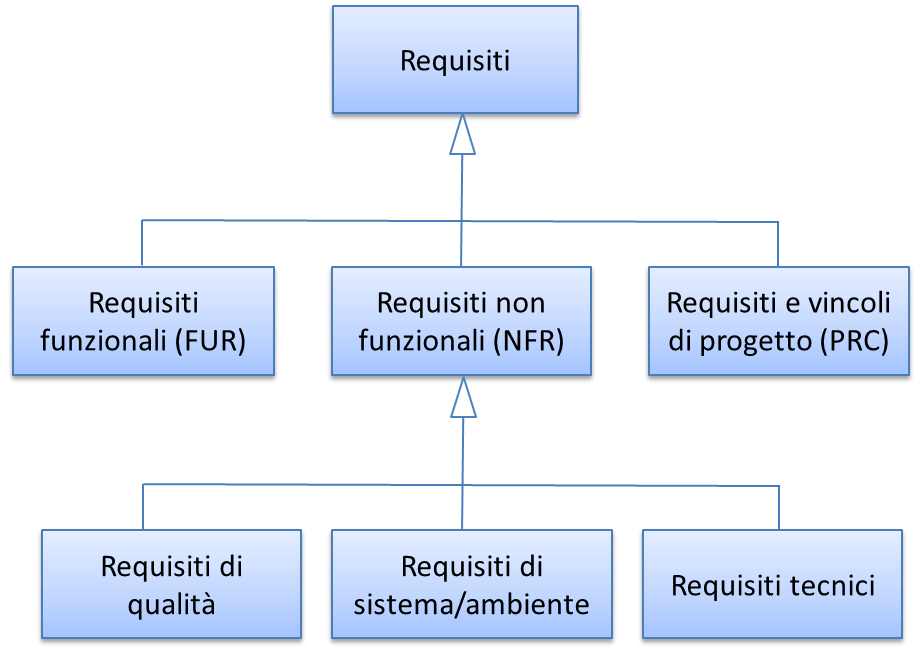 Requisiti
Requisiti
funzionali (FUR)
Requisiti non
funzionali (NFR)
Requisiti e vincoli
di progetto (PRC)
Requisiti di
qualità
Requisiti di
sistema/ambiente
Requisiti tecnici